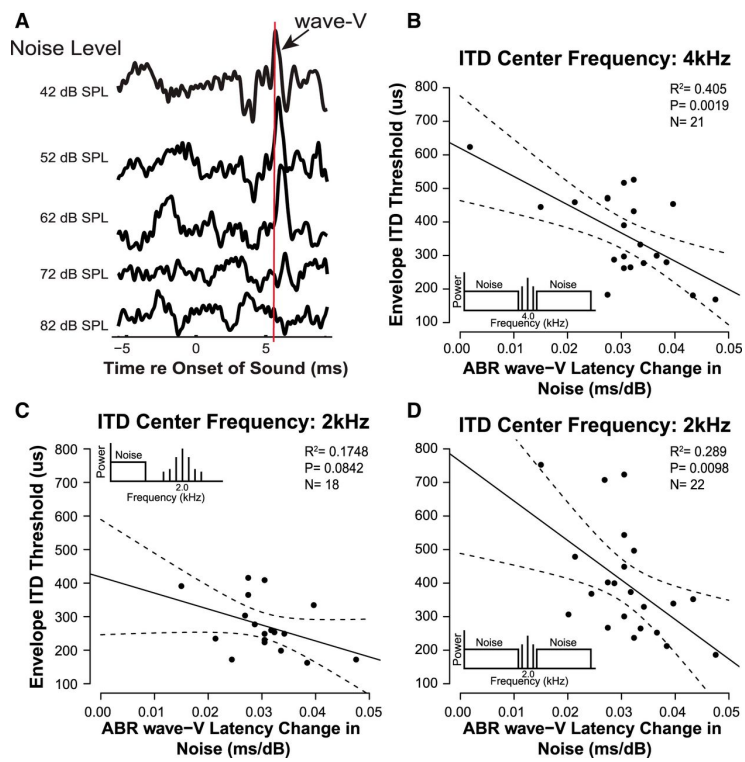 A
wave-V
Noise Level
42 dB SPL
52 dB SPL
62 dB SPL
72 dB SPL
82 dB SPL
−5 0 5
Time re Onset of Sound (ms)
B
ITD Center Frequency: 4kHz
R²= 0.405
P= 0.0019
N= 21
Envelope ITD Threshold (us)
800
700
600
500
400
300
200
100
Power
Noise
Noise
4.0
Frequency (kHz)
0.00 0.01 0.02 0.03 0.04 0.05
ABR wave−V Latency Change in
Noise (ms/dB)
C
ITD Center Frequency: 2kHz
R²= 0.1748
P= 0.0842
N= 18
Envelope ITD Threshold (us)
800
700
600
500
400
300
200
100
Power
Noise
2.0
Frequency (kHz)
0.00 0.01 0.02 0.03 0.04 0.05
ABR wave−V Latency Change in
Noise (ms/dB)
D
ITD Center Frequency: 2kHz
R²= 0.289
P= 0.0098
N= 22
800
700
600
500
400
300
200
100
Power
Noise
Noise
2.0
Frequency (kHz)
0.00 0.01 0.02 0.03 0.04 0.05
ABR wave−V Latency Change in
Noise (ms/dB)